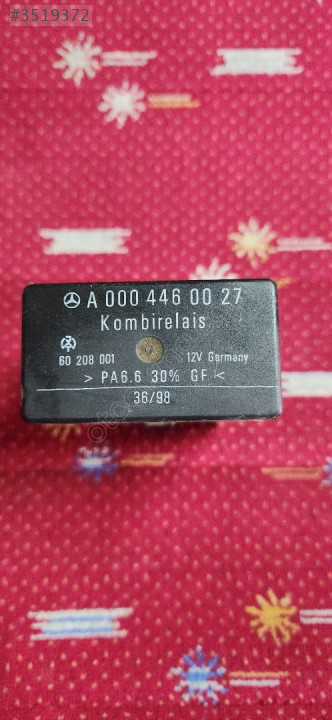 #3519372
A 000 446 00 27
Kombirelais
60 208 001
12V Germany
> PA6.6 30% GF <
36/98